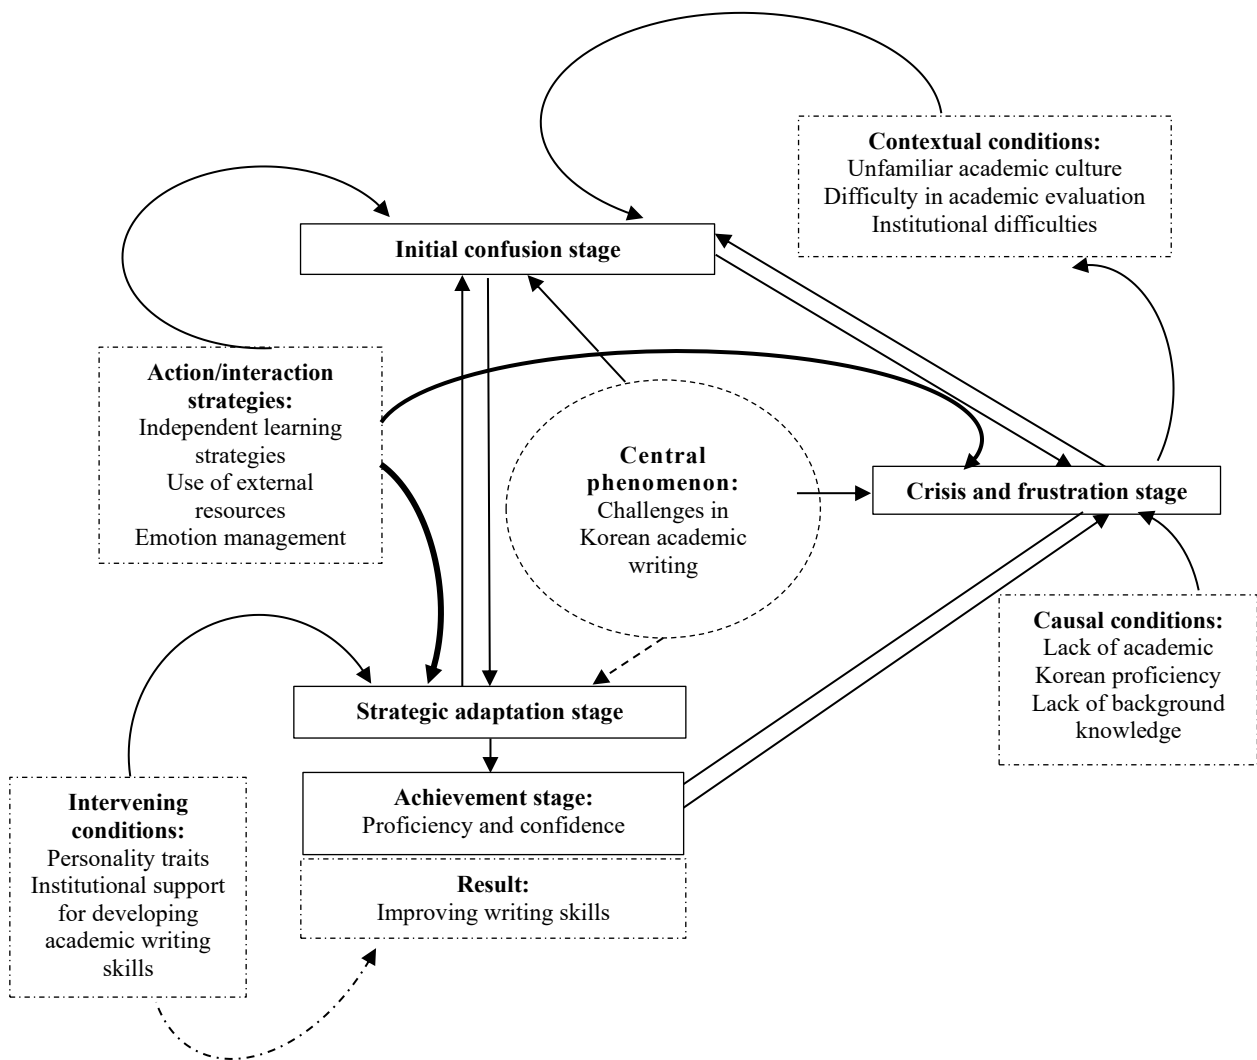 Contextual conditions:
Unfamiliar academic culture
Difficulty in academic evaluation
Institutional difficulties
Initial confusion stage
Action/interaction
strategies:
Independent learning
strategies
Use of external
resources
Emotion management
Central
phenomenon:
Challenges in
Korean academic
writing
Crisis and frustration stage
Causal conditions:
Lack of academic
Korean proficiency
Lack of background
knowledge
Strategic adaptation stage
Achievement stage:
Proficiency and confidence
Result:
Improving writing skills
Intervening
conditions:
Personality traits
Institutional support
for developing
academic writing
skills